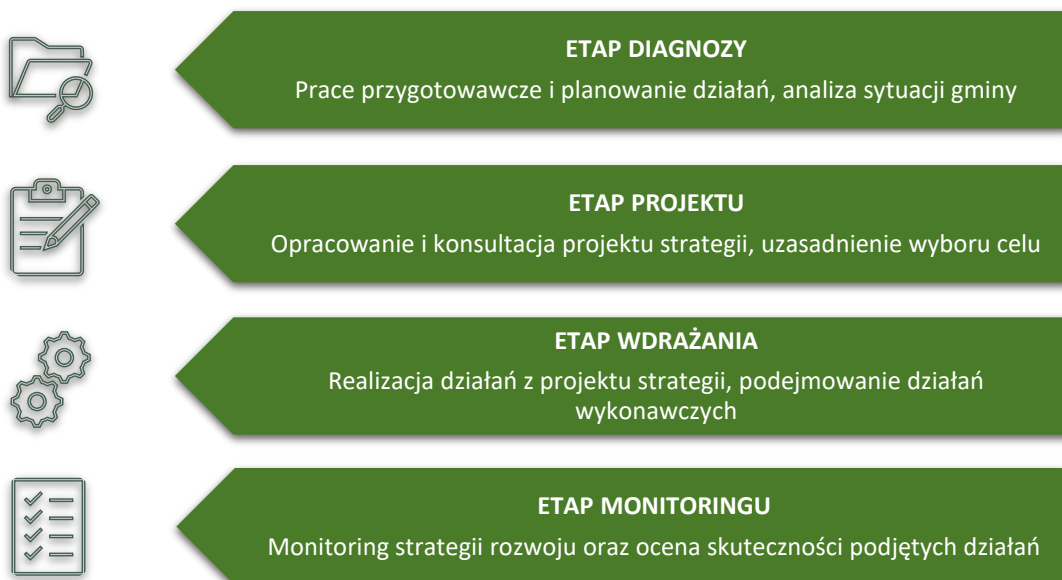 ETAP DIAGNOZY
Prace przygotowawcze i planowanie działań, analiza sytuacji gminy
ETAP PROJEKTU
Opracowanie i konsultacja projektu strategii, uzasadnienie wyboru celu
ETAP WDRAŻANIA
Realizacja działań z projektu strategii, podejmowanie działań
wykonawczych
ETAP MONITORINGU
Monitoring strategii rozwoju oraz ocena skuteczności podjętych działań